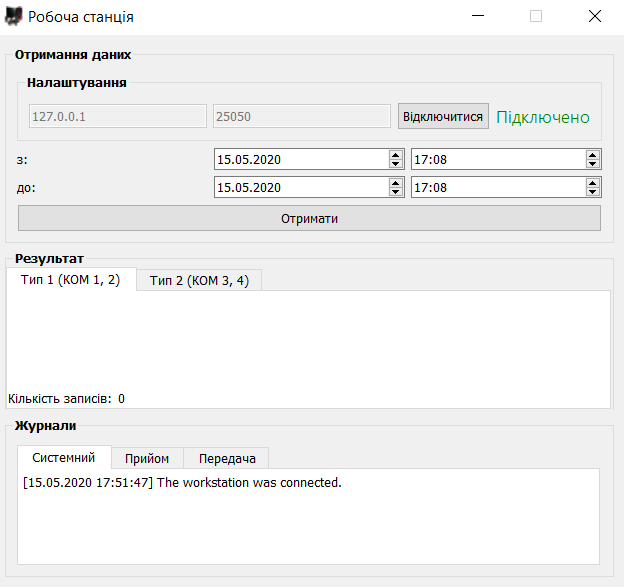 Робоча станція
Отримання даних
Налаштування
127.0.0.1 25050 Відключитися Підключено
з: 15.05.2020 17:08
до: 15.05.2020 17:08
Отримати
Результат
Тип 1 (КОМ 1, 2) Тип 2 (КОМ 3, 4)
Кількість записів: 0
Журнали
Системний Прийом Передача
[15.05.2020 17:51:47] The workstation was connected.